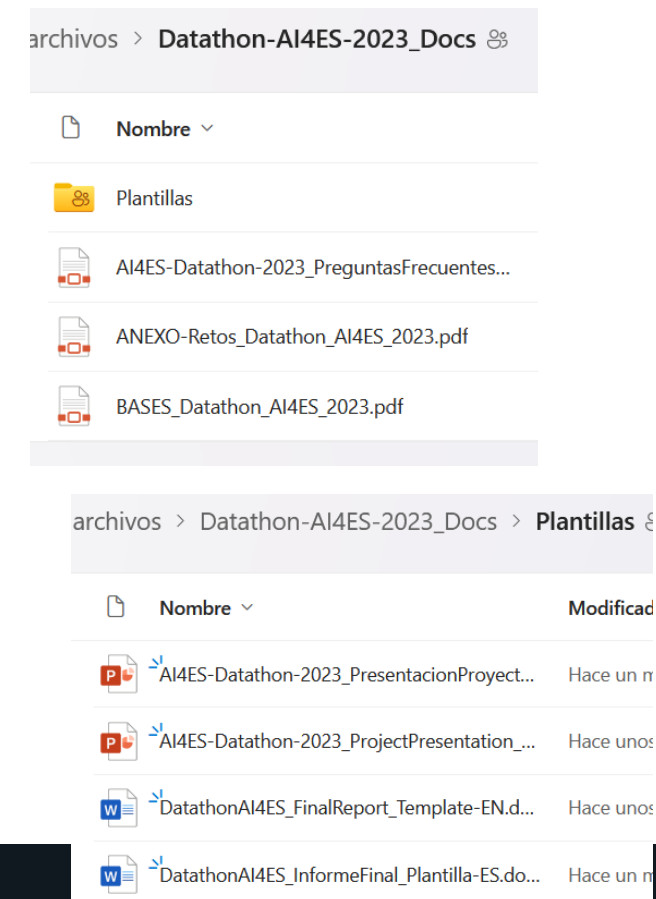 archivos > Datathon-AI4ES-2023_Docs
Nombre
Plantillas
AI4ES-Datathon-2023_PreguntasFrecuentes...
ANEXO-Retos_Datathon_AI4ES_2023.pdf
BASES_Datathon_AI4ES_2023.pdf
archivos > Datathon-AI4ES-2023_Docs > Plantillas
Nombre Modificad
AI4ES-Datathon-2023_PresentacionProyect... Hace un m
AI4ES-Datathon-2023_ProjectPresentation_... Hace unos
DatathonAI4ES_FinalReport_Template-EN.d... Hace unos
DatathonAI4ES_InformeFinal_Plantilla-ES.do... Hace un m